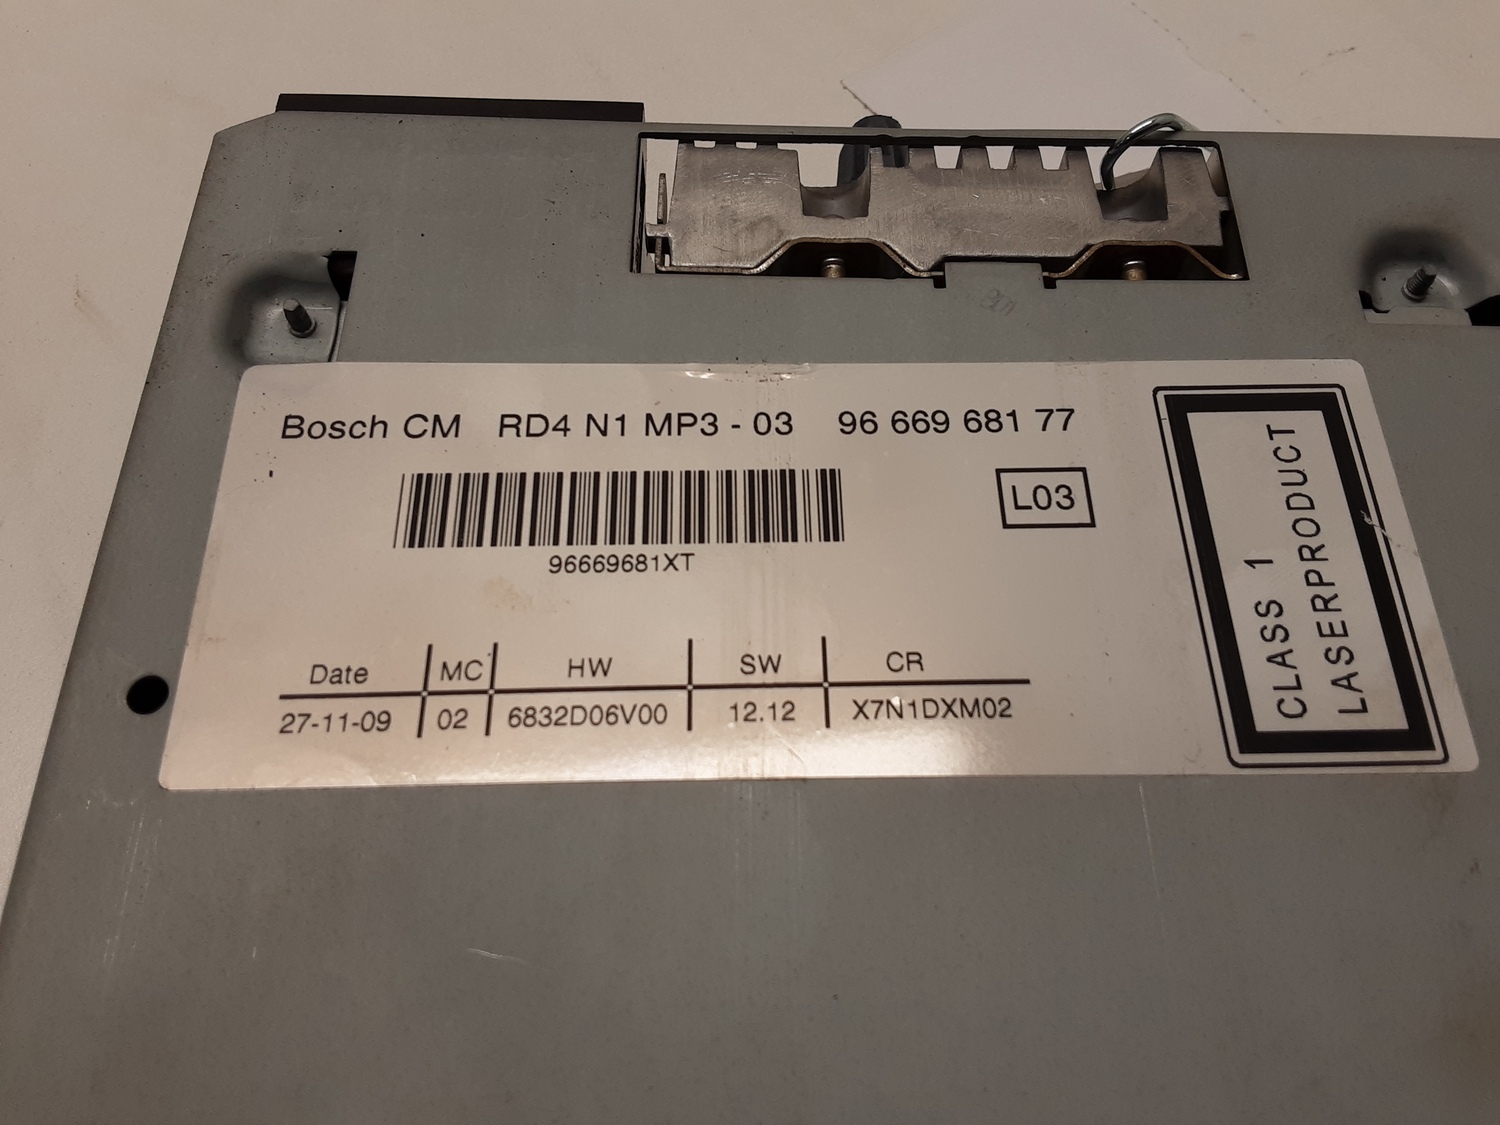 Bosch CM RD4 N1 MP3 - 03 96 669 681 77
L03
96669681XT
Date MC HW SW CR
27-11-09 02 6832D06V00 12.12 X7N1DXM02
CLASS 1
LASERPRODUCT